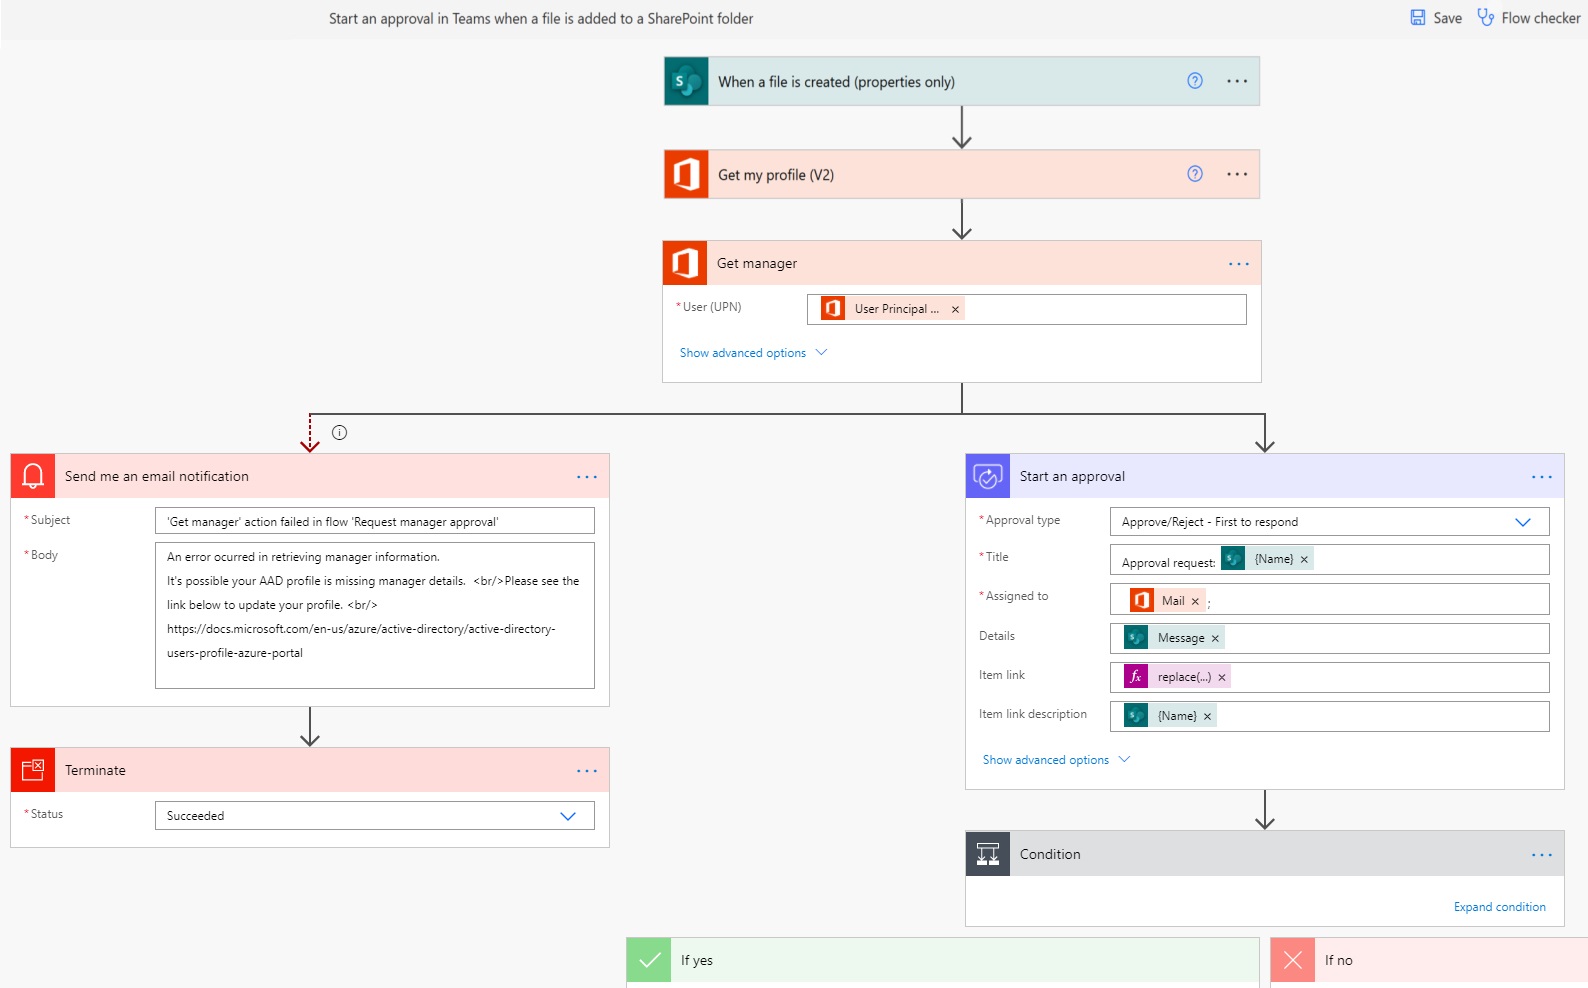 Start an approval in Teams when a file is added to a SharePoint folder
Save
Flow checker
When a file is created (properties only)
Get my profile (V2)
Get manager
* User (UPN)
User Principal ... ×
Show advanced options
Send me an email notification
* Subject
'Get manager' action failed in flow 'Request manager approval'
* Body
An error ocurred in retrieving manager information.
It's possible your AAD profile is missing manager details.  <br/>Please see the
link below to update your profile. <br/>
https://docs.microsoft.com/en-us/azure/active-directory/active-directory-
users-profile-azure-portal
Terminate
* Status
Succeeded
Start an approval
* Approval type
Approve/Reject - First to respond
* Title
Approval request: {Name} ×
* Assigned to
Mail × ;
Details
Message ×
Item link
fx replace(...) ×
Item link description
{Name} ×
Show advanced options
Condition
Expand condition
If yes
If no